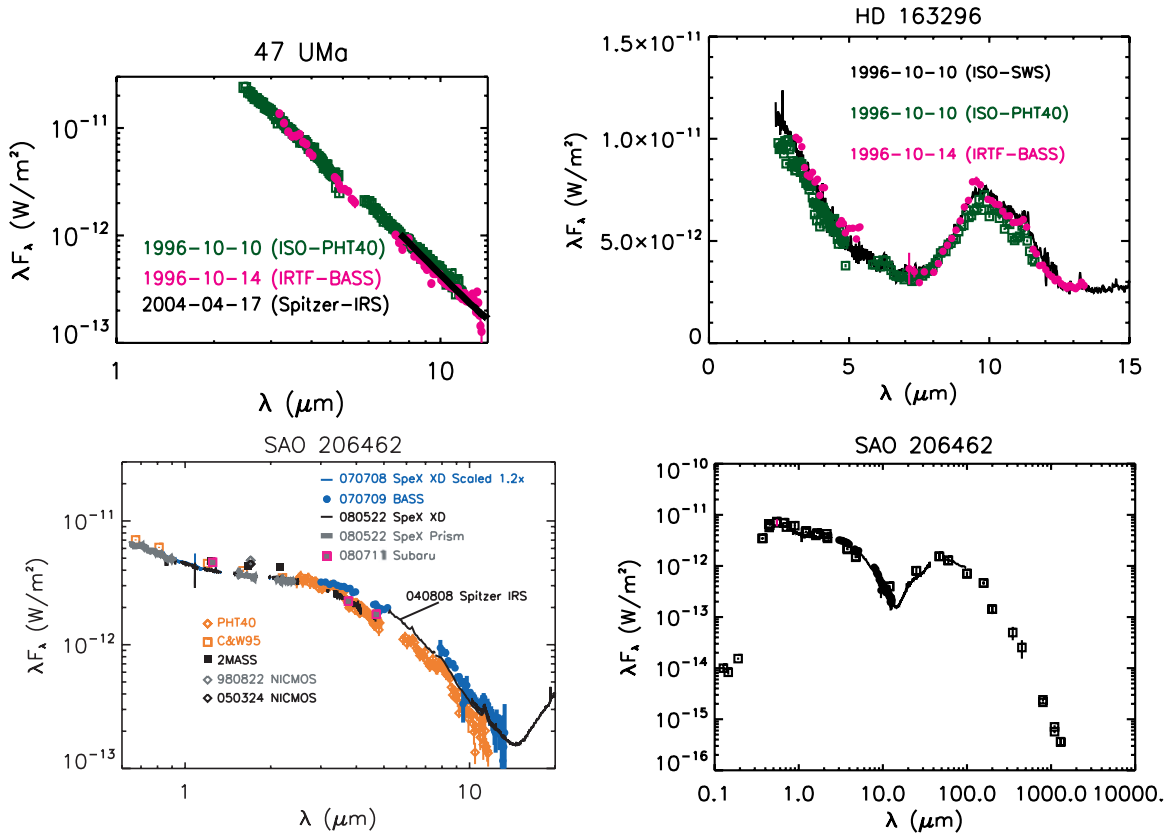 47 UMa
10⁻¹¹
10⁻¹²
10⁻¹³
λF_λ (W/m²)
1996-10-10 (ISO-PHT40)
1996-10-14 (IRTF-BASS)
2004-04-17 (Spitzer-IRS)
1 10
λ (μm)
HD 163296
1.5×10⁻¹¹
1.0×10⁻¹¹
5.0×10⁻¹²
0
λF_λ (W/m²)
1996-10-10 (ISO-SWS)
1996-10-10 (ISO-PHT40)
1996-10-14 (IRTF-BASS)
0 5 10 15
λ (μm)
SAO 206462
10⁻¹¹
10⁻¹²
10⁻¹³
λF_λ (W/m²)
070708 SpeX XD Scaled 1.2x
070709 BASS
080522 SpeX XD
080522 SpeX Prism
080711 Subaru
040808 Spitzer IRS
PHT40
C&W95
2MASS
980822 NICMOS
050324 NICMOS
1 10
λ (μm)
SAO 206462
10⁻¹⁰
10⁻¹¹
10⁻¹²
10⁻¹³
10⁻¹⁴
10⁻¹⁵
10⁻¹⁶
λF_λ (W/m²)
0.1 1.0 10.0 100.0 1000.0 10000.
λ (μm)